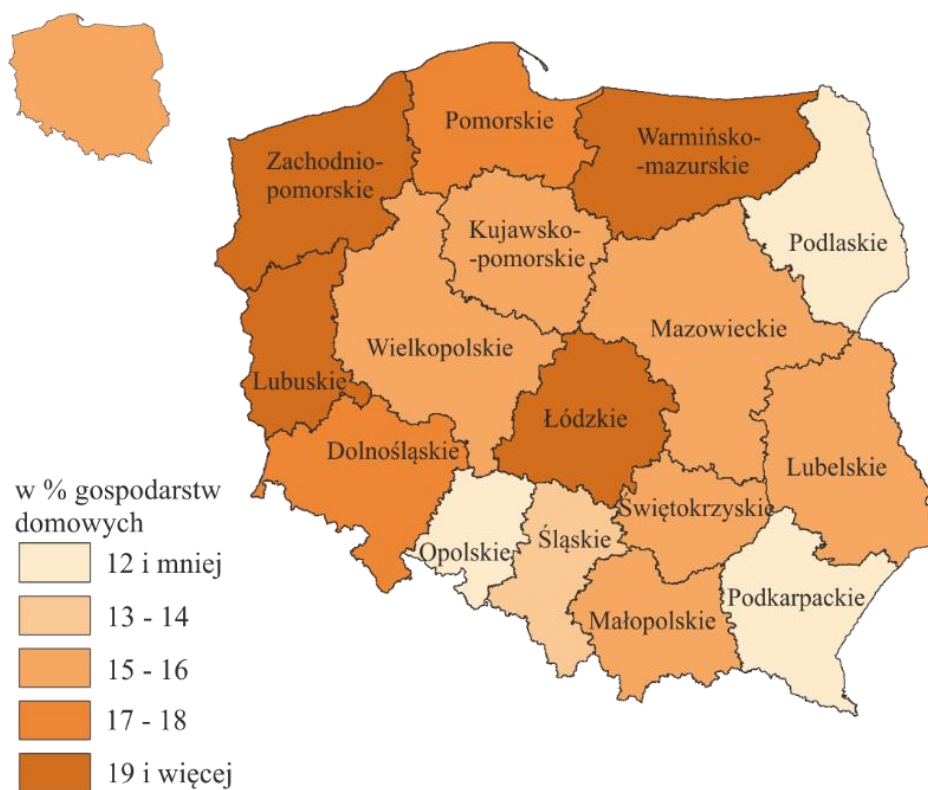 Pomorskie
Warmińsko-
-mazurskie
Zachodnio-
pomorskie
Kujawsko-
-pomorskie
Podlaskie
Mazowieckie
Wielkopolskie
Lubuskie
Łódzkie
Dolnośląskie
Lubelskie
Świętokrzyskie
Opolskie
Śląskie
Podkarpackie
Małopolskie
w % gospodarstw
domowych
12 i mniej
13 - 14
15 - 16
17 - 18
19 i więcej